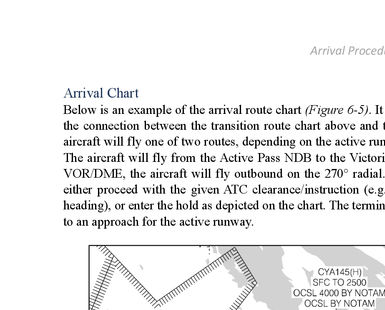 Arrival
Arrival Chart
Below is an example of the arrival route chart (Figure 6-5). It
the connection between the transition route chart above and
aircraft will fly one of two routes, depending on the active
The aircraft will fly from the Active Pass NDB to the
VOR/DME, the aircraft will fly outbound on the 270° radial.
either proceed with the given ATC clearance/instruction (e.g.
heading), or enter the hold as depicted on the chart. The
to an approach for the active runway.
CYA145(H)
SFC TO 2500
OCSL 4000 BY NOTAM
OCSL BY NOTAM